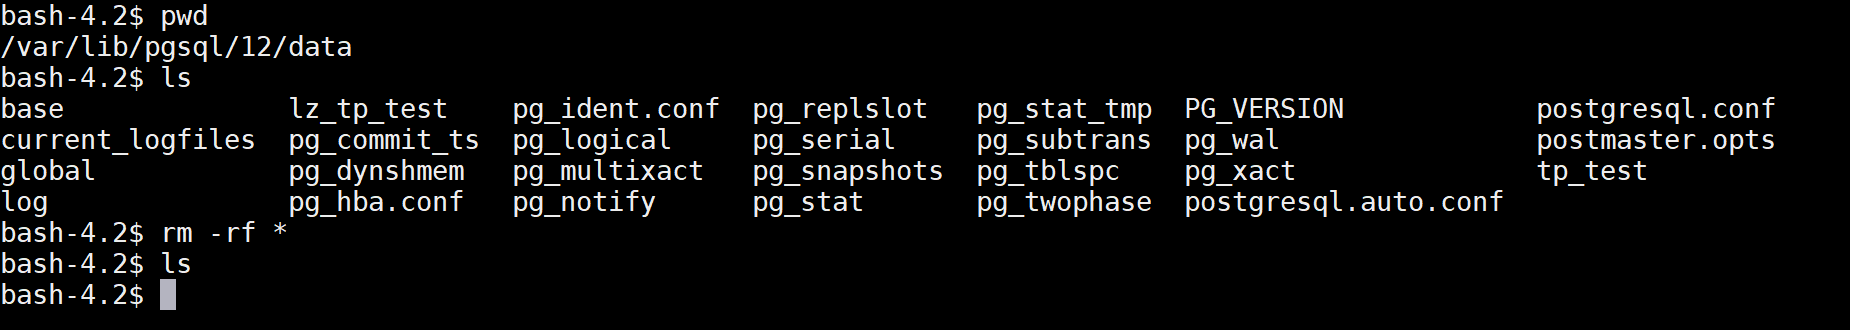 bash-4.2$ pwd
/var/lib/pgsql/12/data
bash-4.2$ ls
base              lz_tp_test    pg_ident.conf  pg_replslot   pg_stat_tmp  PG_VERSION            postgresql.conf
current_logfiles  pg_commit_ts  pg_logical     pg_serial     pg_subtrans  pg_wal                postmaster.opts
global            pg_dynshmem   pg_multixact   pg_snapshots  pg_tblspc    pg_xact               tp_test
log               pg_hba.conf   pg_notify      pg_stat       pg_twophase  postgresql.auto.conf
bash-4.2$ rm -rf *
bash-4.2$ ls
bash-4.2$